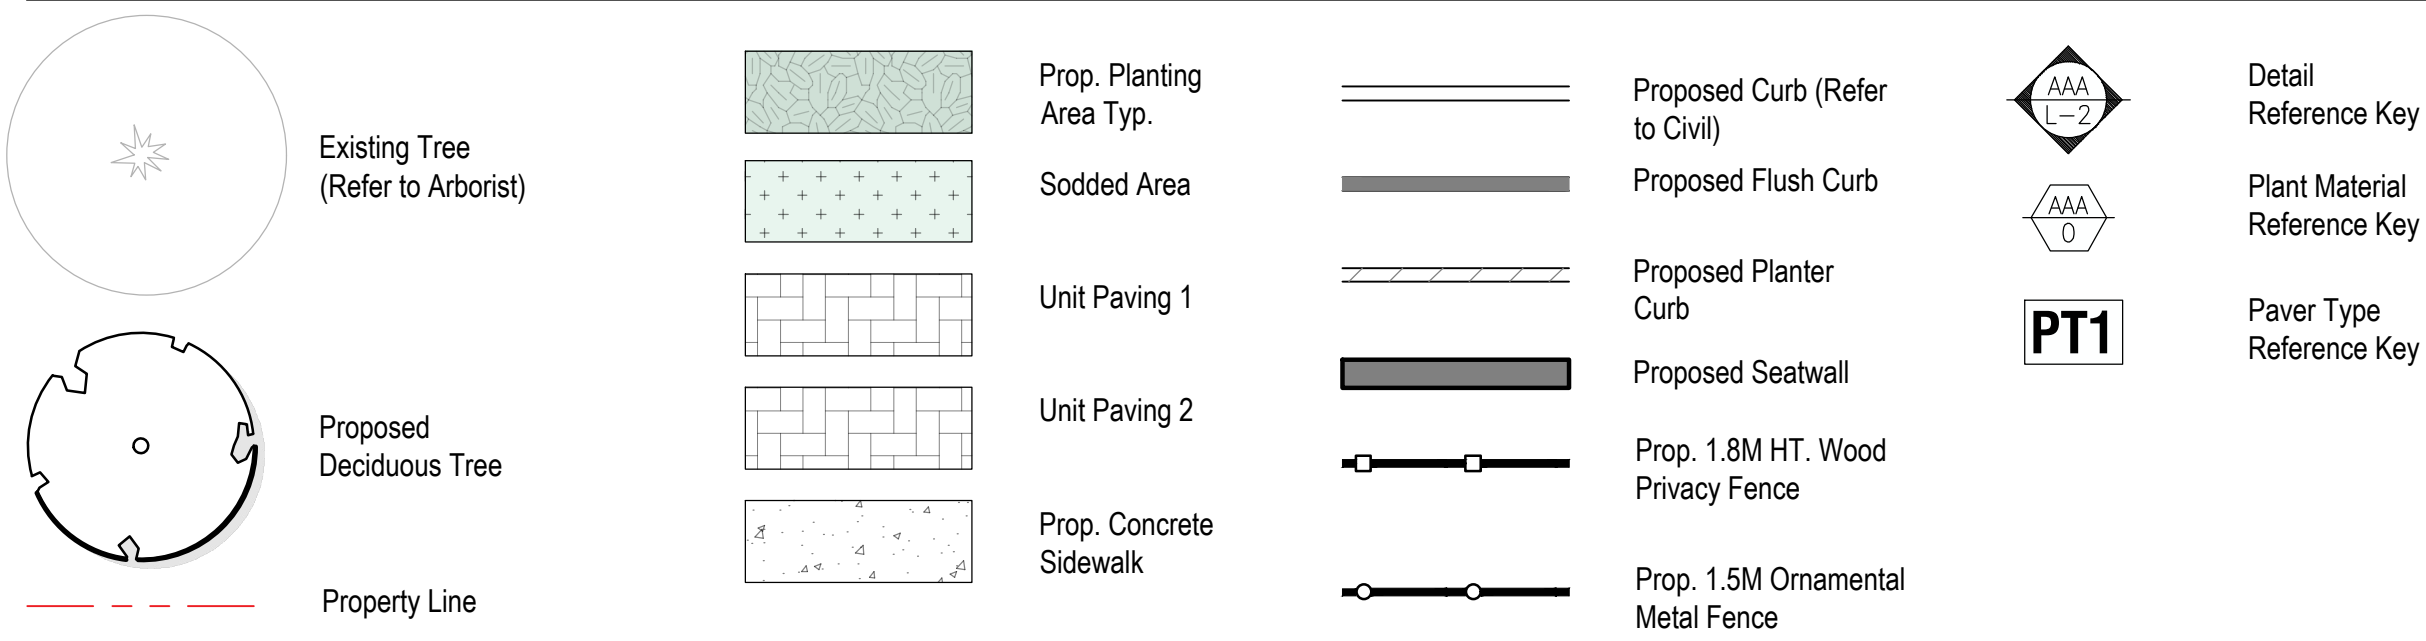 Existing Tree
(Refer to Arborist)
Proposed
Deciduous Tree
Property Line
Prop. Planting
Area Typ.
Sodded Area
Unit Paving 1
Unit Paving 2
Prop. Concrete
Sidewalk
Proposed Curb (Refer
to Civil)
Proposed Flush Curb
Proposed Planter
Curb
Proposed Seatwall
Prop. 1.8M HT. Wood
Privacy Fence
Prop. 1.5M Ornamental
Metal Fence
AAA
L-2
Detail
Reference Key
AAA
0
Plant Material
Reference Key
PT1
Paver Type
Reference Key